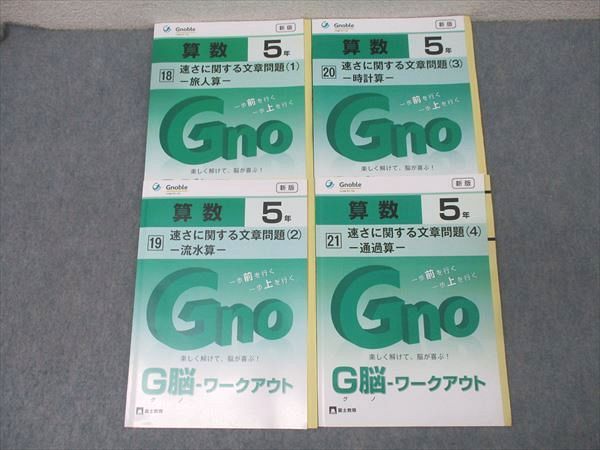 Gnoble
新版
算数 5年
18 速さに関する文章問題(1)
－旅人算－
一歩前を行く
一歩上を行く
Gno
楽しく解けて、脳が喜ぶ!
Gnoble
新版
算数 5年
20 速さに関する文章問題(3)
－時計算－
一歩前を行く
一歩上を行く
Gno
楽しく解けて、脳が喜ぶ!
Gnoble
新版
算数 5年
19 速さに関する文章問題(2)
－流水算－
一歩前を行く
一歩上を行く
Gno
楽しく解けて、脳が喜ぶ!
G脳-ワークアウト
グノ
Gnoble
新版
算数 5年
21 速さに関する文章問題(4)
－通過算－
一歩前を行く
一歩上を行く
Gno
楽しく解けて、脳が喜ぶ!
G脳-ワークアウト
グノ